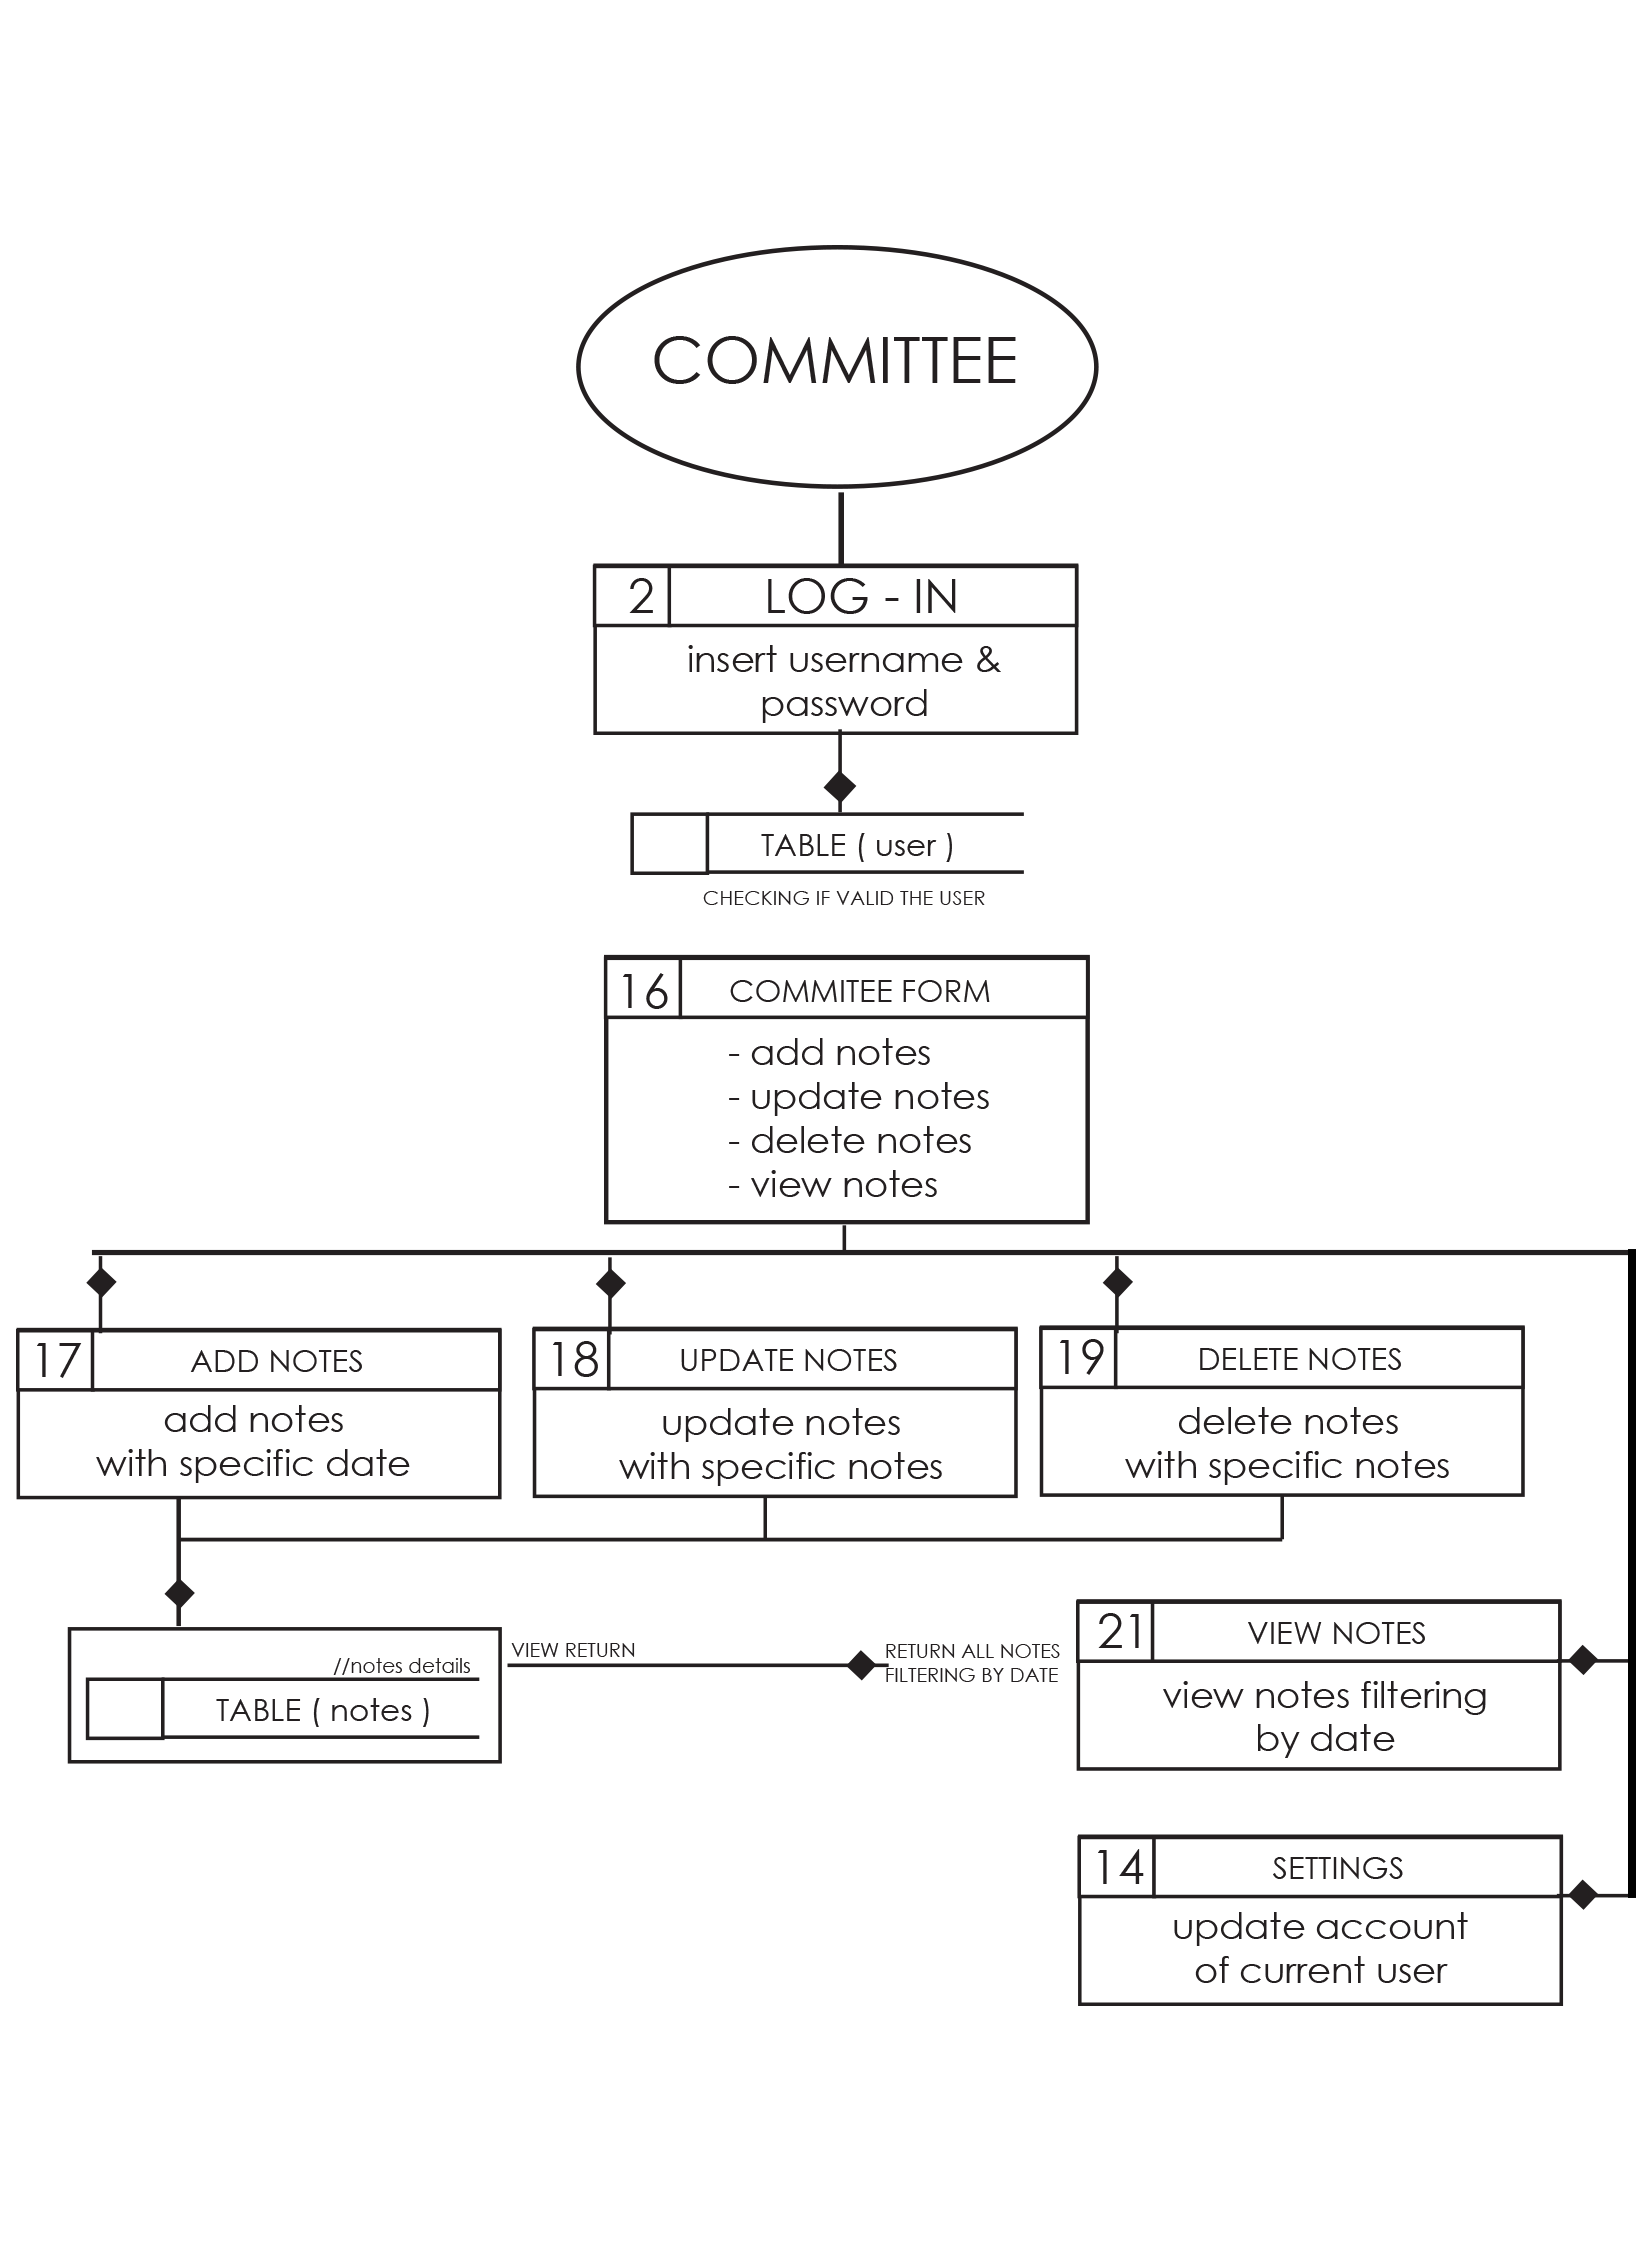 COMMITTEE
2
LOG - IN
insert username &
password
TABLE ( user )
CHECKING IF VALID THE USER
16
COMMITEE FORM
- add notes
- update notes
- delete notes
- view notes
17
ADD NOTES
add notes
with specific date
18
UPDATE NOTES
update notes
with specific notes
19
DELETE NOTES
delete notes
with specific notes
//notes details
TABLE ( notes )
VIEW RETURN
RETURN ALL NOTES
FILTERING BY DATE
21
VIEW NOTES
view notes filtering
by date
14
SETTINGS
update account
of current user